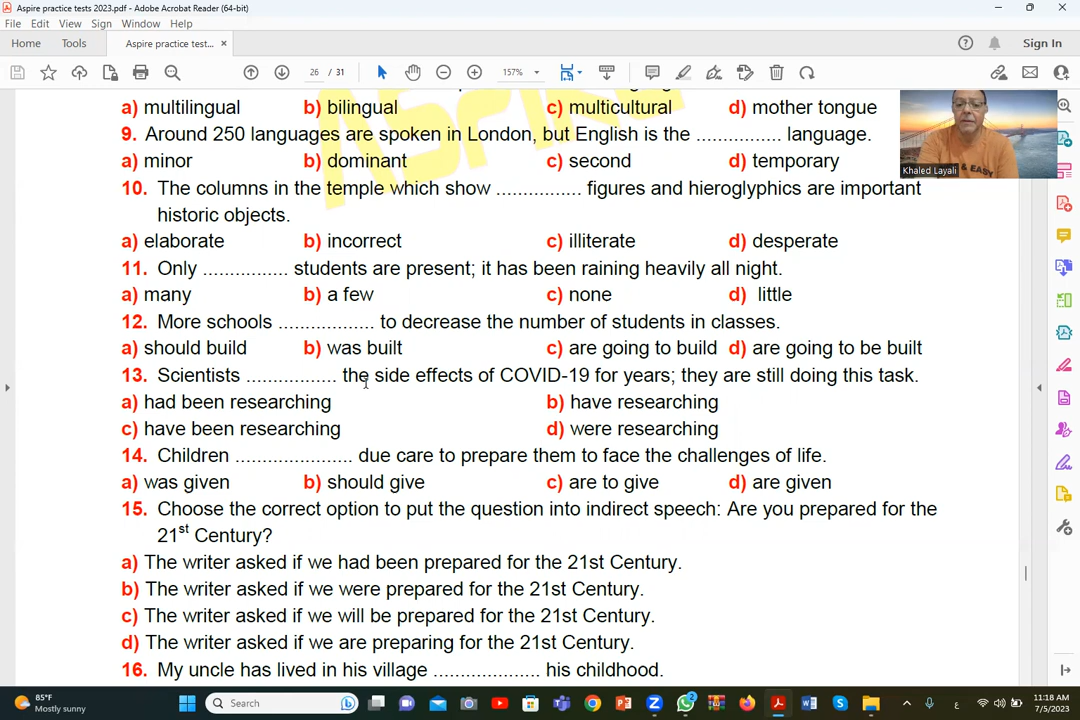 Aspire practice tests 2023.pdf - Adobe Acrobat Reader (64-bit)
File Edit View Sign Window Help
Home Tools Aspire practice test... × Sign In
26 / 31 157%
a) multilingual b) bilingual c) multicultural d) mother tongue
9. Around 250 languages are spoken in London, but English is the ............... language.
a) minor b) dominant c) second d) temporary
Khaled Layali
10. The columns in the temple which show ............... figures and hieroglyphics are important
historic objects.
a) elaborate b) incorrect c) illiterate d) desperate
11. Only ............... students are present; it has been raining heavily all night.
a) many b) a few c) none d) little
12. More schools ................. to decrease the number of students in classes.
a) should build b) was built c) are going to build d) are going to be built
13. Scientists ................ the side effects of COVID-19 for years; they are still doing this task.
a) had been researching b) have researching
c) have been researching d) were researching
14. Children ..................... due care to prepare them to face the challenges of life.
a) was given b) should give c) are to give d) are given
15. Choose the correct option to put the question into indirect speech: Are you prepared for the
21st Century?
a) The writer asked if we had been prepared for the 21st Century.
b) The writer asked if we were prepared for the 21st Century.
c) The writer asked if we will be prepared for the 21st Century.
d) The writer asked if we are preparing for the 21st Century.
16. My uncle has lived in his village ................... his childhood.
85°F
Mostly sunny
Search
2
ع
11:18 AM
7/5/2023